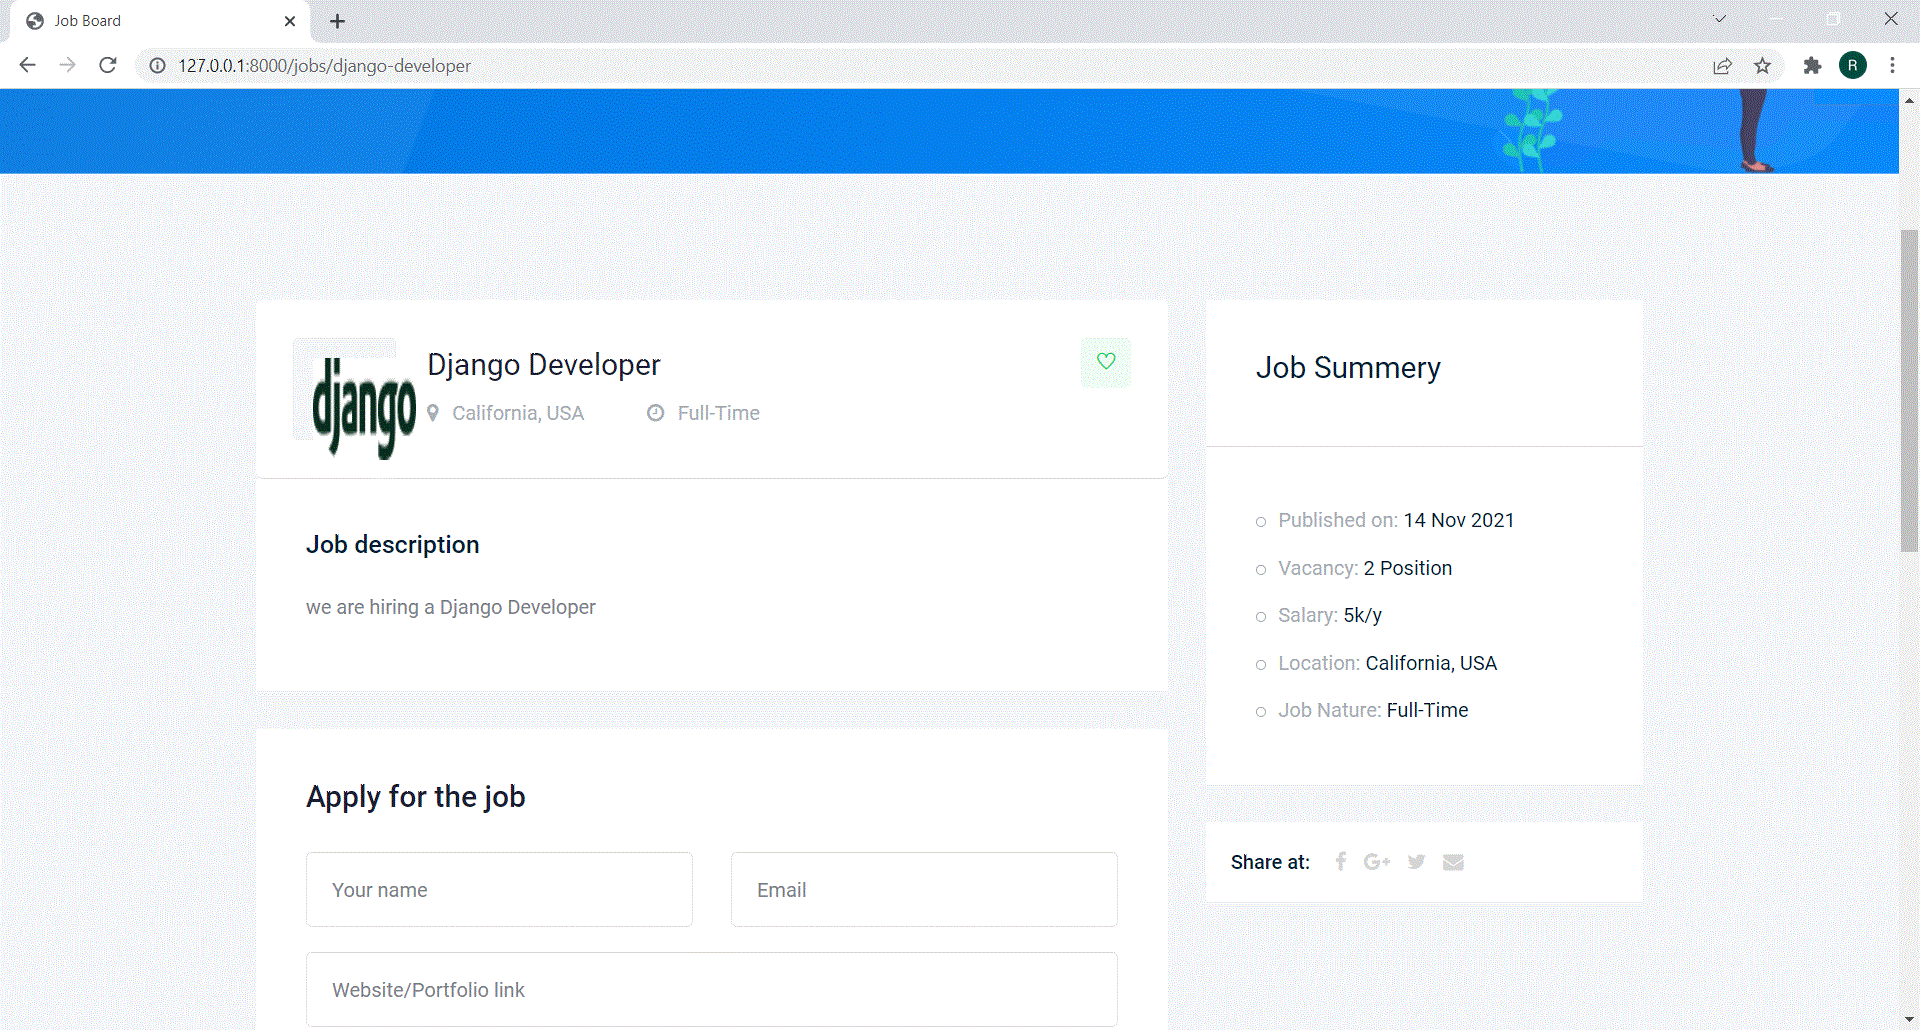 Job Board
127.0.0.1:8000/jobs/django-developer
R
django
Django Developer
California, USA Full-Time
Job description
we are hiring a Django Developer
Apply for the job
Your name Email
Website/Portfolio link
Job Summery
Published on: 14 Nov 2021
Vacancy: 2 Position
Salary: 5k/y
Location: California, USA
Job Nature: Full-Time
Share at: f G+